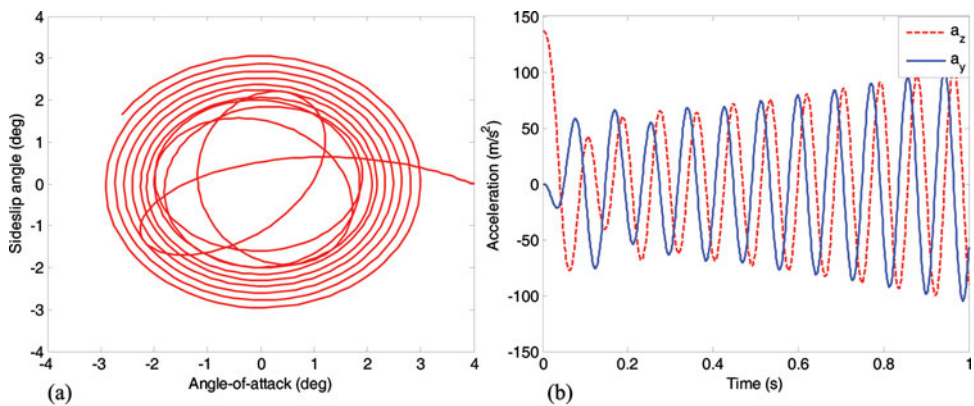 4
3
2
1
0
-1
-2
-3
-4
Sideslip angle (deg)
-4 -3 -2 -1 0 1 2 3 4
Angle-of-attack (deg)
(a)
150
100
50
0
-50
-100
-150
Acceleration (m/s²)
a_z
a_y
0 0.2 0.4 0.6 0.8 1
Time (s)
(b)